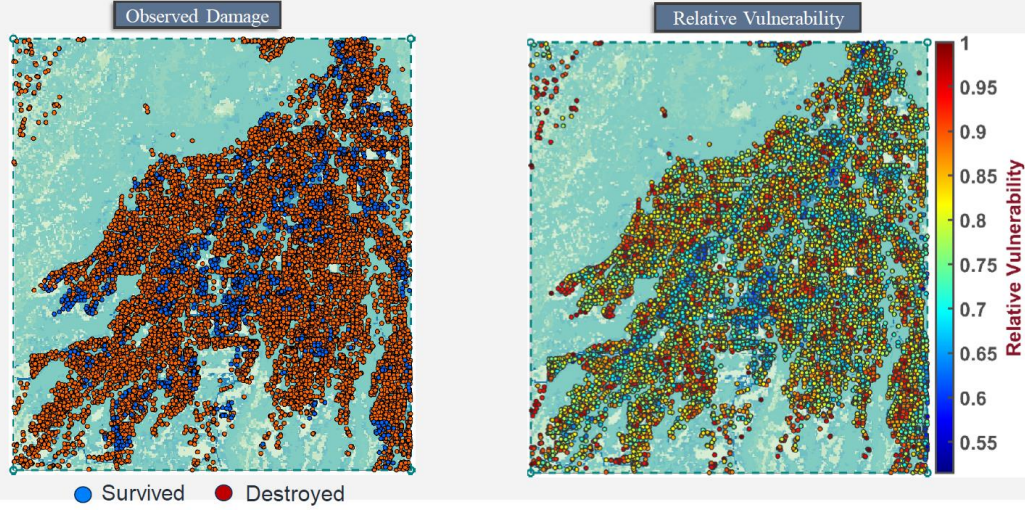 Observed Damage
Relative Vulnerability
1
0.95
0.9
0.85
0.8
0.75
0.7
0.65
0.6
0.55
Relative Vulnerability
Survived
Destroyed